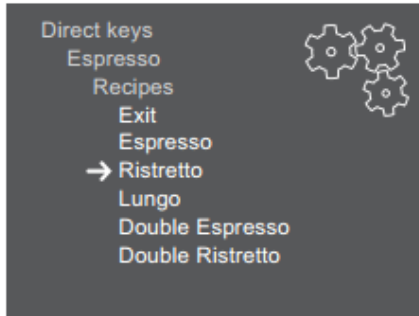 Direct keys
Espresso
Recipes
Exit
Espresso
Ristretto
Lungo
Double Espresso
Double Ristretto